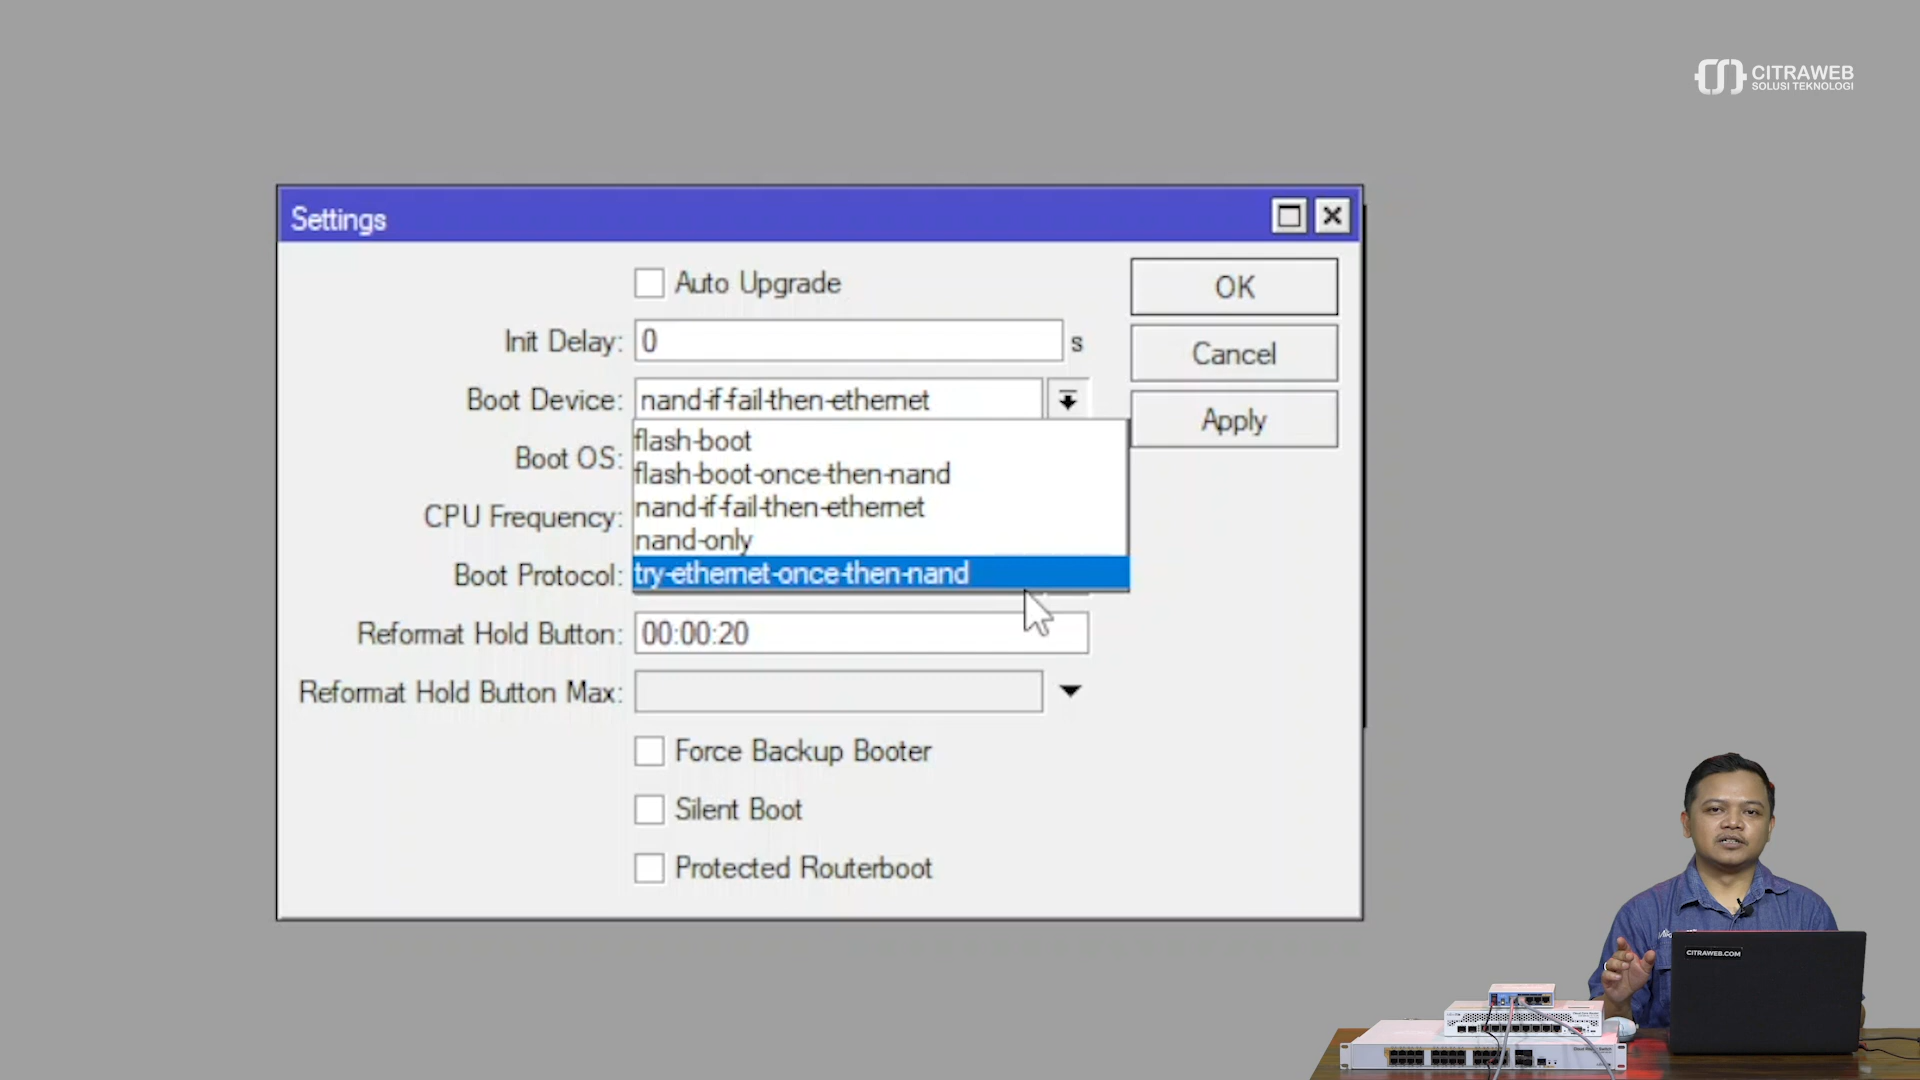 CITRAWEB
SOLUSI TEKNOLOGI
Settings
Auto Upgrade
OK
Init Delay: 0 s
Cancel
Boot Device: nand-if-fail-then-ethernet
Apply
flash-boot
Boot OS:
flash-boot-once-then-nand
nand-if-fail-then-ethernet
CPU Frequency:
nand-only
Boot Protocol: try-ethernet-once-then-nand
Reformat Hold Button: 00:00:20
Reformat Hold Button Max:
Force Backup Booter
Silent Boot
Protected Routerboot
CITRAWEB.COM